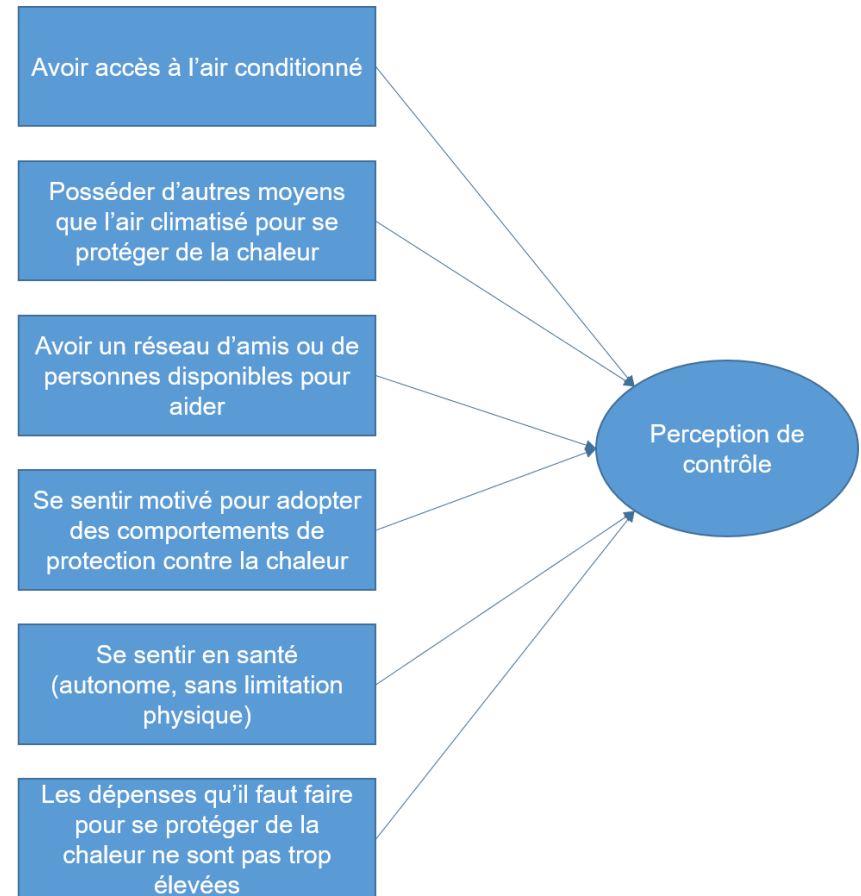 Avoir accès à l’air conditionné
Posséder d’autres moyens
que l’air climatisé pour se
protéger de la chaleur
Avoir un réseau d’amis ou de
personnes disponibles pour
aider
Se sentir motivé pour adopter
des comportements de
protection contre la chaleur
Se sentir en santé
(autonome, sans limitation
physique)
Les dépenses qu’il faut faire
pour se protéger de la
chaleur ne sont pas trop
élevées
Perception de
contrôle